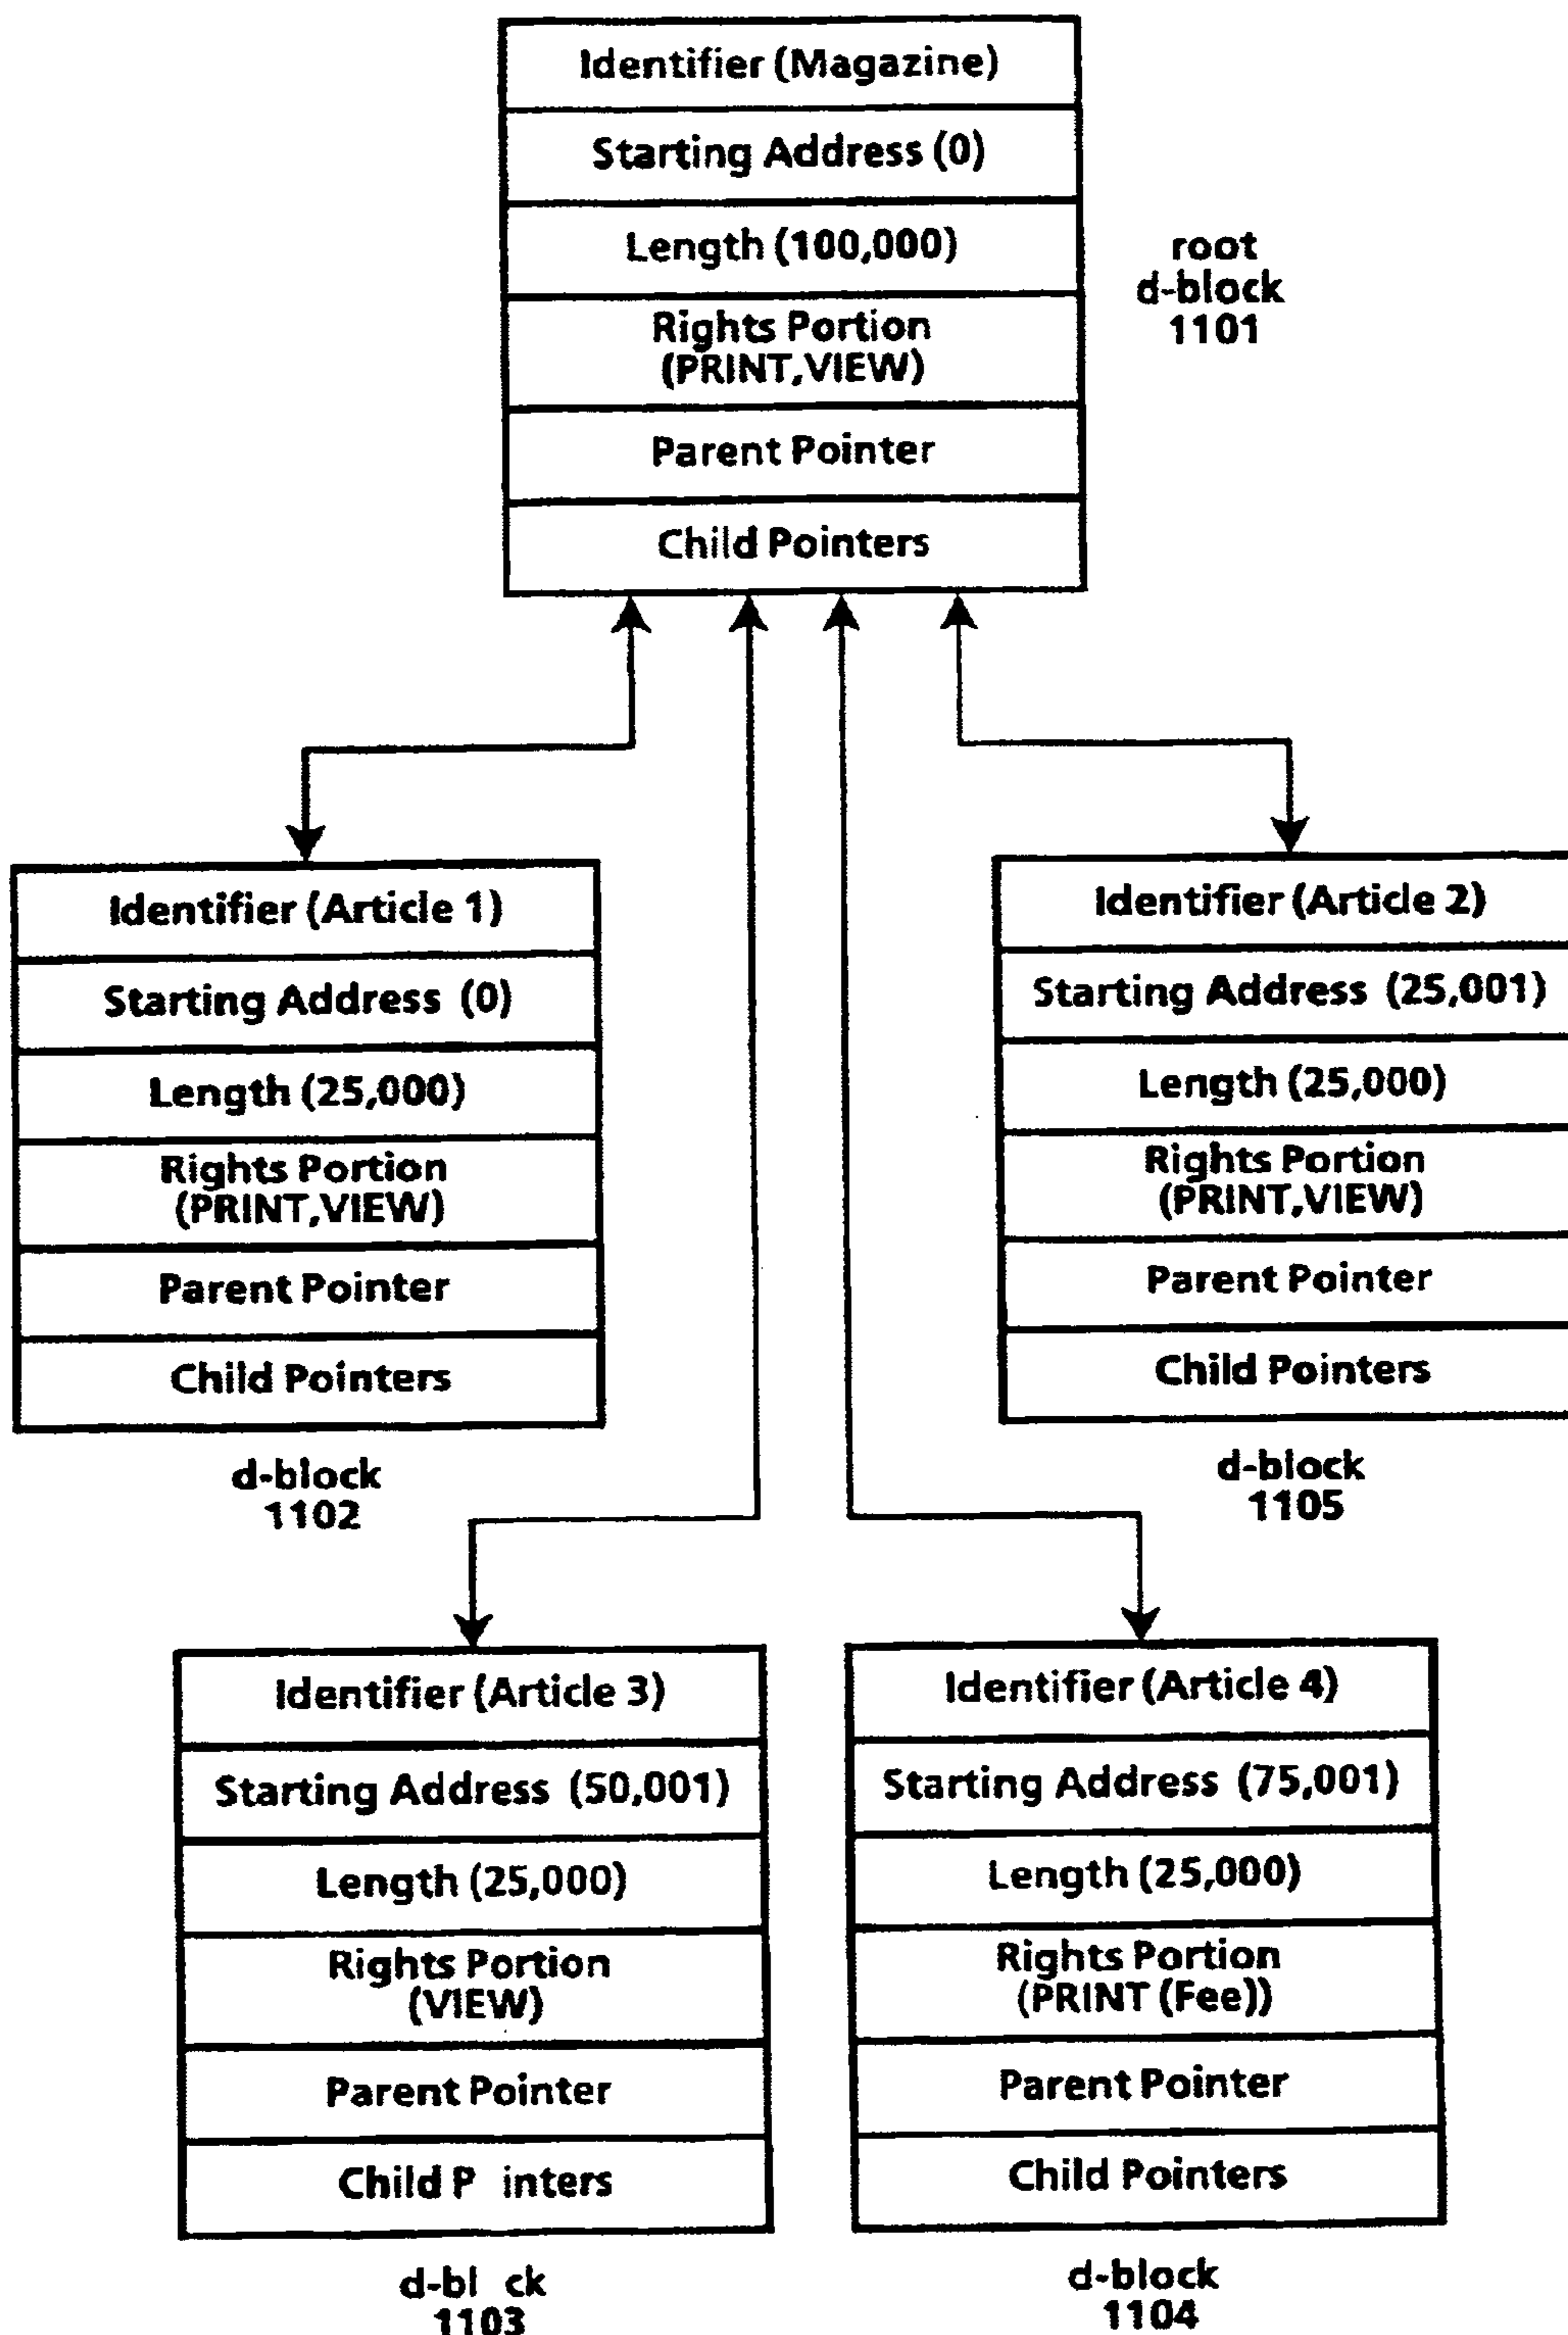 Identifier (Magazine)
Starting Address (0)
Length (100,000)
Rights Portion
(PRINT,VIEW)
Parent Pointer
Child Pointers
root
d-block
1101
Identifier (Article 1)
Starting Address (0)
Length (25,000)
Rights Portion
(PRINT,VIEW)
Parent Pointer
Child Pointers
d-block
1102
Identifier (Article 2)
Starting Address (25,001)
Length (25,000)
Rights Portion
(PRINT,VIEW)
Parent Pointer
Child Pointers
d-block
1105
Identifier (Article 3)
Starting Address (50,001)
Length (25,000)
Rights Portion
(VIEW)
Parent Pointer
Child P inters
d-bl ck
1103
Identifier (Article 4)
Starting Address (75,001)
Length (25,000)
Rights Portion
(PRINT (Fee))
Parent Pointer
Child Pointers
d-block
1104